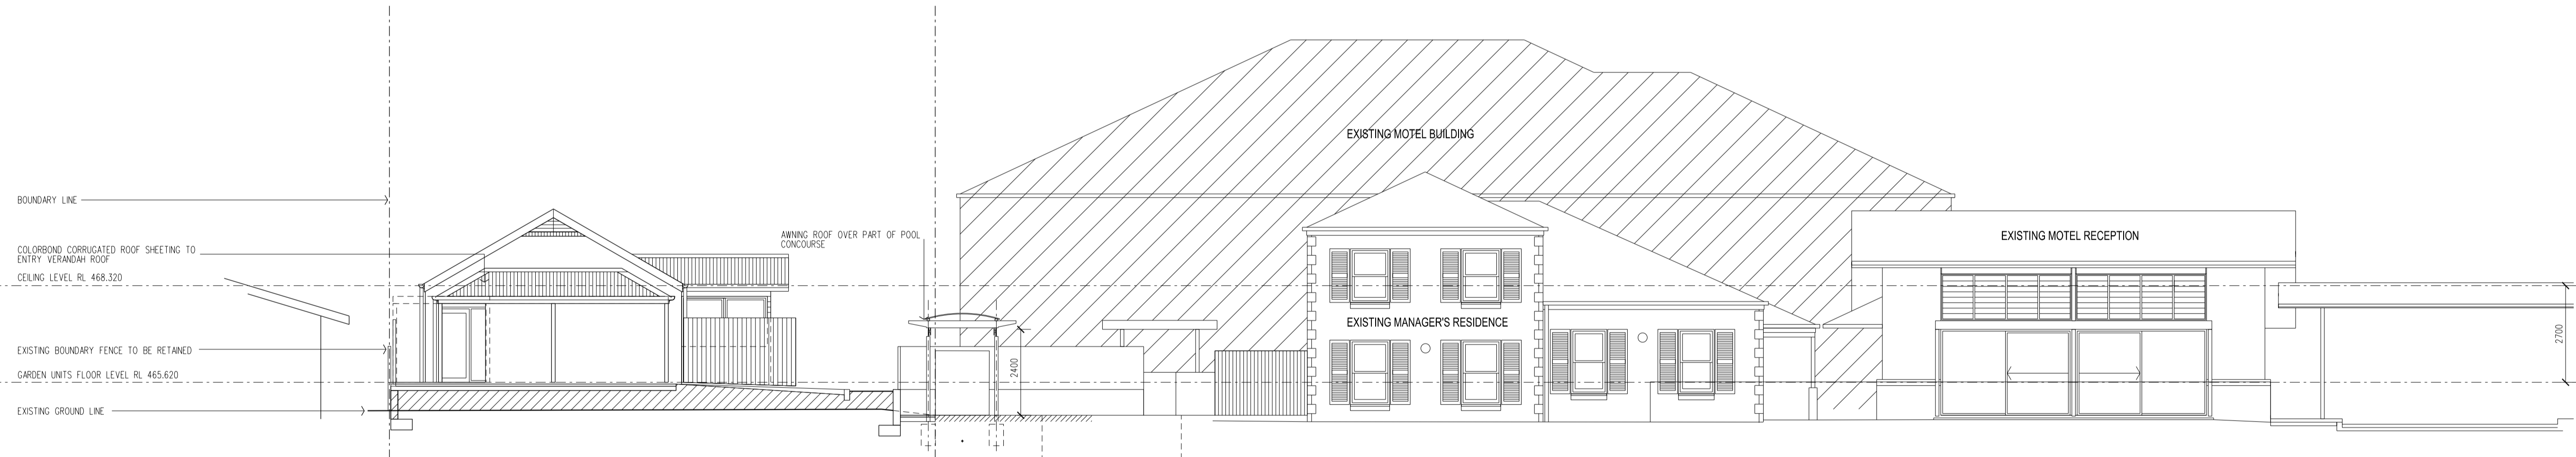 BOUNDARY LINE
COLORBOND CORRUGATED ROOF SHEETING TO
ENTRY VERANDAH ROOF
CEILING LEVEL RL 468.320
EXISTING BOUNDARY FENCE TO BE RETAINED
GARDEN UNITS FLOOR LEVEL RL 465.620
EXISTING GROUND LINE
AWNING ROOF OVER PART OF POOL
CONCOURSE
2400
EXISTING MOTEL BUILDING
EXISTING MANAGER'S RESIDENCE
EXISTING MOTEL RECEPTION
2700